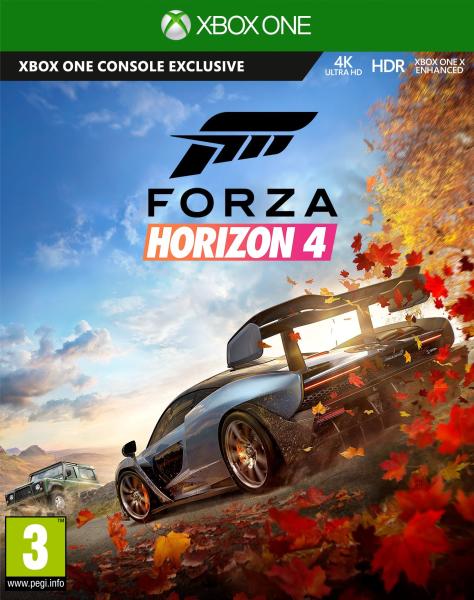 XBOX ONE
XBOX ONE CONSOLE EXCLUSIVE
4K
ULTRA HD
HDR
XBOX ONE X
ENHANCED
FORZA
HORIZON 4
3
TM
www.pegi.info